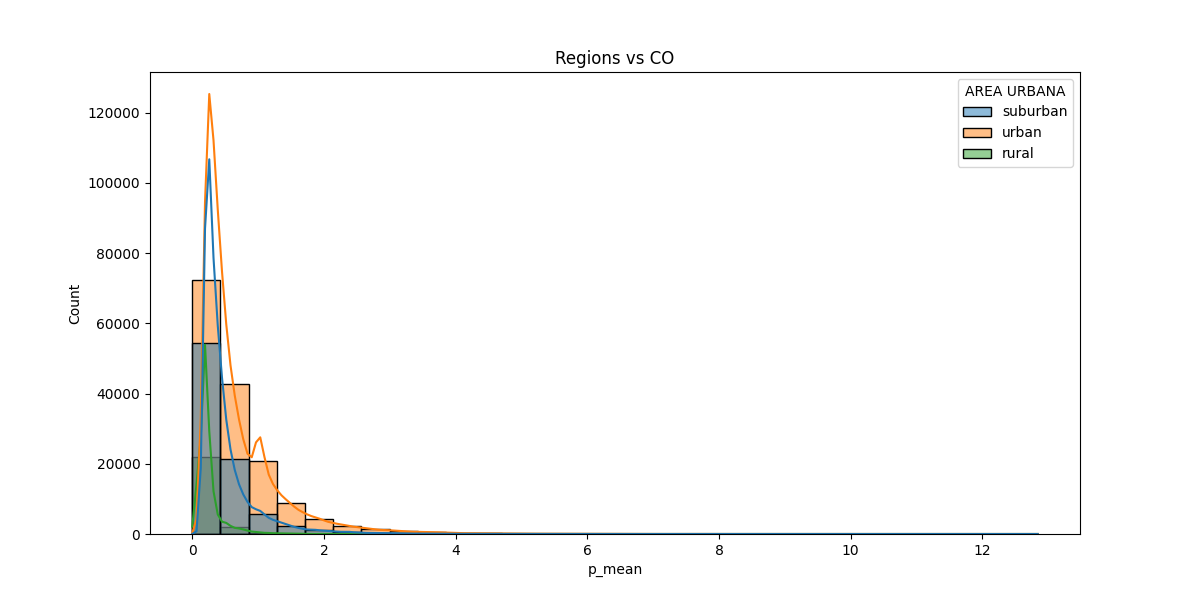 Regions vs CO
AREA URBANA
suburban
urban
rural
120000
100000
80000
60000
40000
20000
0
Count
0 2 4 6 8 10 12
p_mean